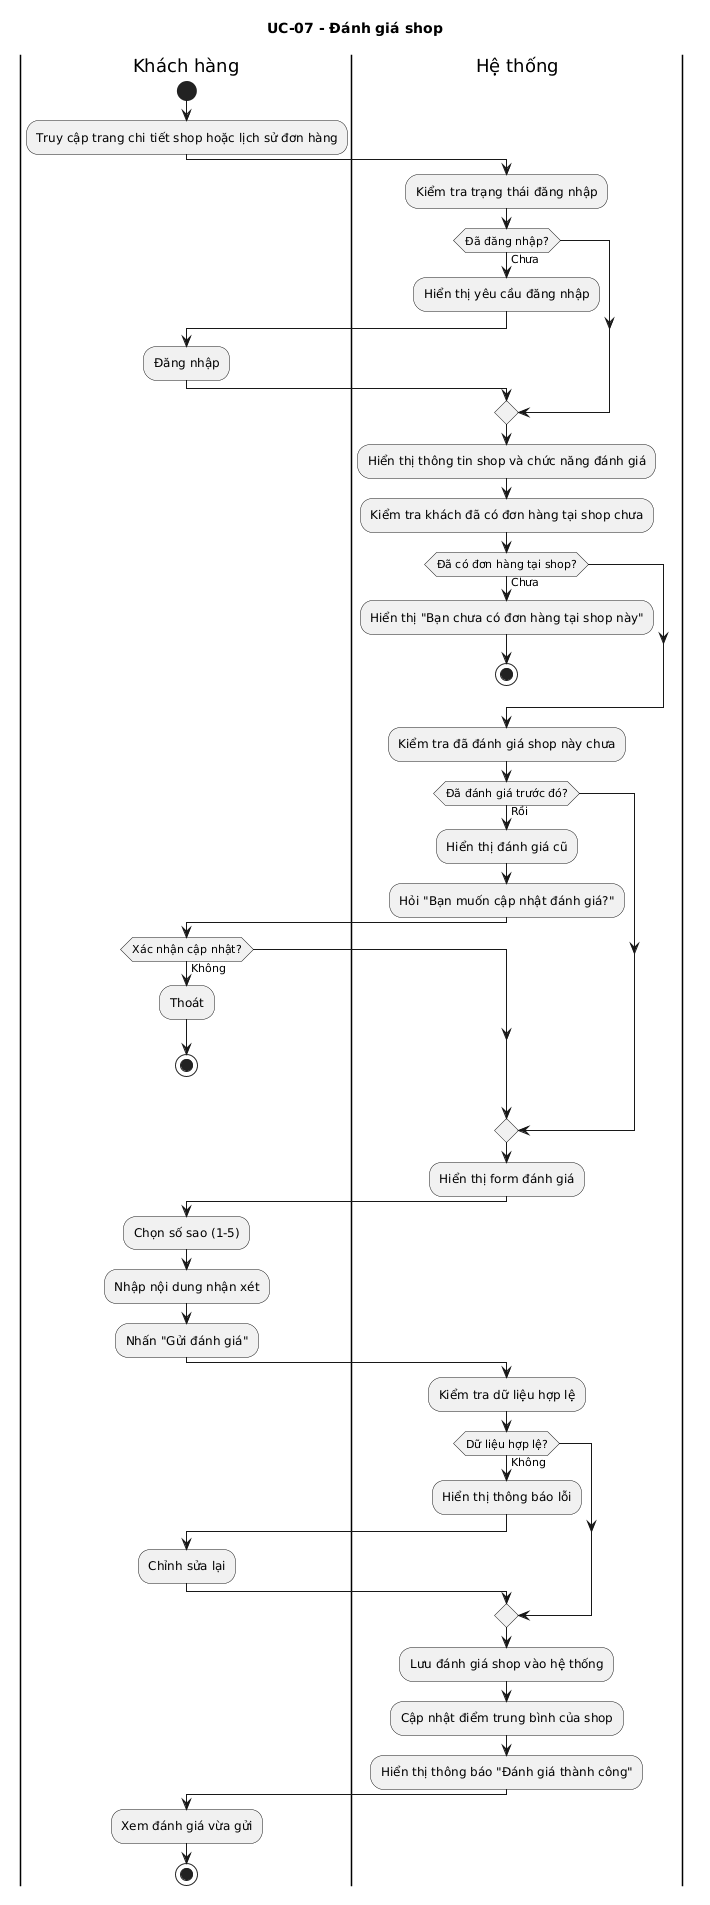 UC-07 - Đánh giá shop
Khách hàng
Hệ thống
Truy cập trang chi tiết shop hoặc lịch sử đơn hàng
Kiểm tra trạng thái đăng nhập
Đã đăng nhập?
Chưa
Hiển thị yêu cầu đăng nhập
Đăng nhập
Hiển thị thông tin shop và chức năng đánh giá
Kiểm tra khách đã có đơn hàng tại shop chưa
Đã có đơn hàng tại shop?
Chưa
Hiển thị "Bạn chưa có đơn hàng tại shop này"
Kiểm tra đã đánh giá shop này chưa
Đã đánh giá trước đó?
Rồi
Hiển thị đánh giá cũ
Hỏi "Bạn muốn cập nhật đánh giá?"
Xác nhận cập nhật?
Không
Thoát
Hiển thị form đánh giá
Chọn số sao (1-5)
Nhập nội dung nhận xét
Nhấn "Gửi đánh giá"
Kiểm tra dữ liệu hợp lệ
Dữ liệu hợp lệ?
Không
Hiển thị thông báo lỗi
Chỉnh sửa lại
Lưu đánh giá shop vào hệ thống
Cập nhật điểm trung bình của shop
Hiển thị thông báo "Đánh giá thành công"
Xem đánh giá vừa gửi